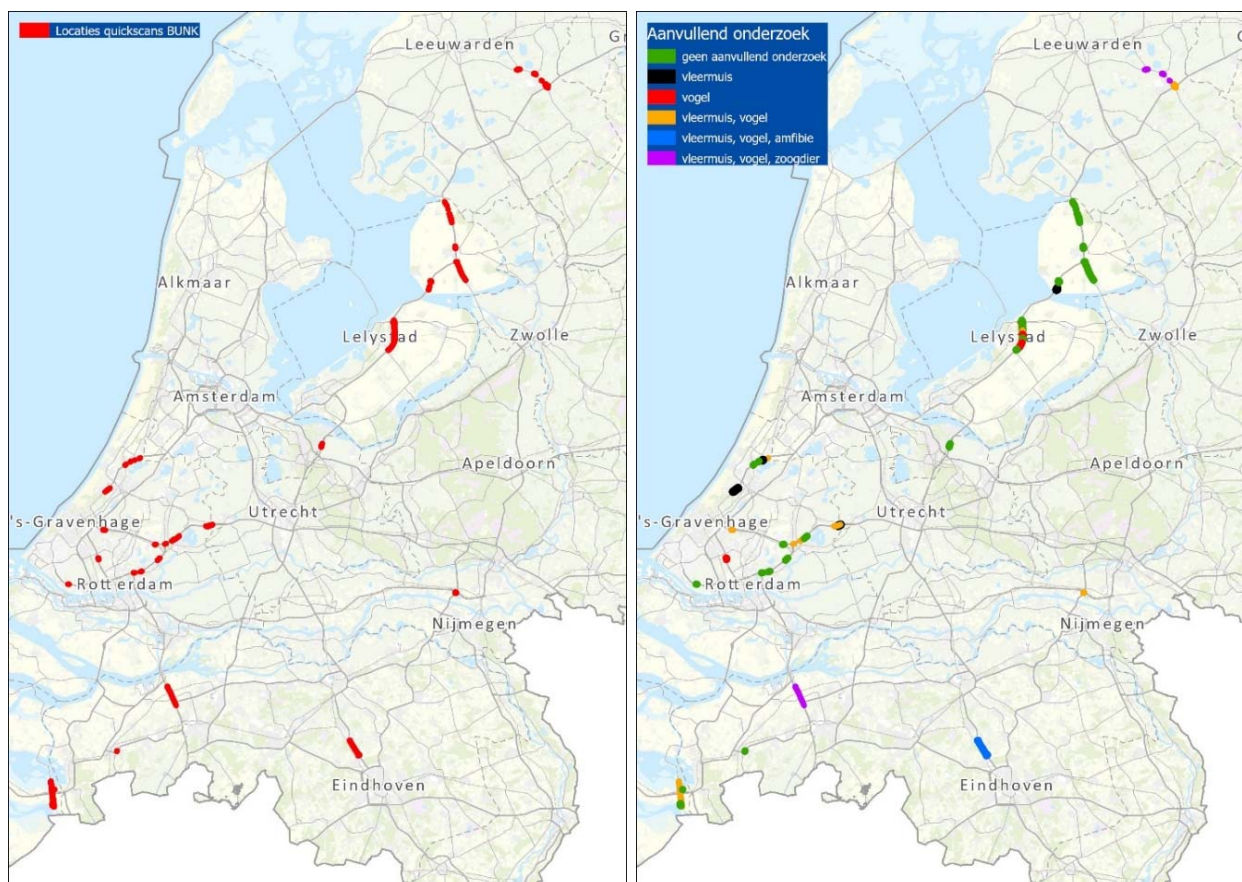 Locaties quickscans BUNK
Leeuwarden
Gr
Alkmaar
Lelystad
Zwolle
Amsterdam
Apeldoorn
Utrecht
's-Gravenhage
Rotterdam
Nijmegen
Eindhoven
Aanvullend onderzoek
geen aanvullend onderzoek
vleermuis
vogel
vleermuis, vogel
vleermuis, vogel, amfibie
vleermuis, vogel, zoogdier
Leeuwarden
Alkmaar
Lelystad
Zwolle
Amsterdam
Apeldoorn
Utrecht
's-Gravenhage
Rotterdam
Nijmegen
Eindhoven